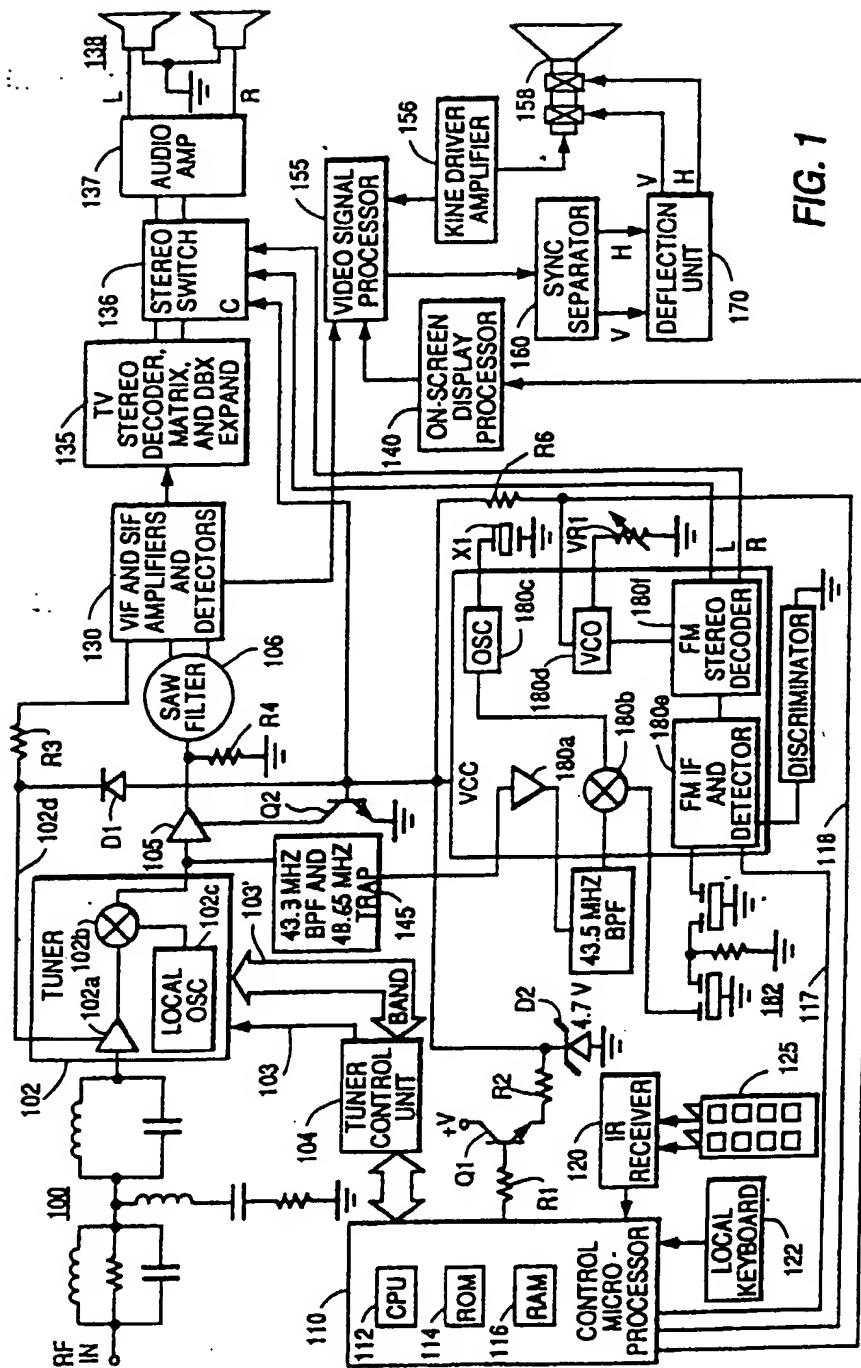 RF
IN
100
102
102a
102b
TUNER
LOCAL
OSC
102c
102d
R3
D1
105
Q2
R4
SAW
FILTER
106
130
VIF AND SIF
AMPLIFIERS
AND
DETECTORS
135
TV
STEREO
DECODER,
MATRIX,
AND DBX
EXPAND
136
STEREO
SWITCH
C
137
AUDIO
AMP
L
R
138
103
103'
BAND
104
TUNER
CONTROL
UNIT
43.3 MHZ
BPF AND
48.65 MHZ
TRAP
145
140
ON-SCREEN
DISPLAY
PROCESSOR
155
VIDEO SIGNAL
PROCESSOR
156
KINE DRIVER
AMPLIFIER
158
160
SYNC
SEPARATOR
V
H
DEFLECTION
UNIT
170
V
H
110
112
CPU
114
ROM
116
RAM
CONTROL
MICRO-
PROCESSOR
R1
Q1
+V
R2
D2
4.7 V
120
IR
RECEIVER
122
LOCAL
KEYBOARD
125
VCC
180a
43.5 MHZ
BPF
180b
OSC
180c
X1
R6
VCO
180d
VR1
180e
FM IF
AND
DETECTOR
180f
FM
STEREO
DECODER
L
R
DISCRIMINATOR
182
117
118
FIG. 1